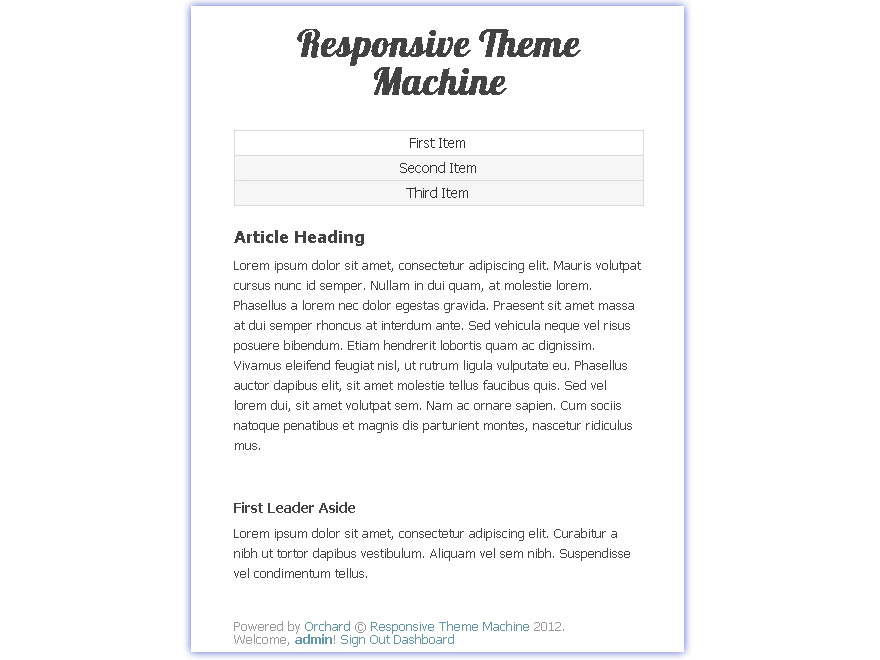 Responsive Theme
Machine
First Item
Second Item
Third Item
Article Heading
Lorem ipsum dolor sit amet, consectetur adipiscing elit. Mauris volutpat
cursus nunc id semper. Nullam in dui quam, at molestie lorem.
Phasellus a lorem nec dolor egestas gravida. Praesent sit amet massa
at dui semper rhoncus at interdum ante. Sed vehicula neque vel risus
posuere bibendum. Etiam hendrerit lobortis quam ac dignissim.
Vivamus eleifend feugiat nisl, ut rutrum ligula vulputate eu. Phasellus
auctor dapibus elit, sit amet molestie tellus faucibus quis. Sed vel
lorem dui, sit amet volutpat sem. Nam ac ornare sapien. Cum sociis
natoque penatibus et magnis dis parturient montes, nascetur ridiculus
mus.
First Leader Aside
Lorem ipsum dolor sit amet, consectetur adipiscing elit. Curabitur a
nibh ut tortor dapibus vestibulum. Aliquam vel sem nibh. Suspendisse
vel condimentum tellus.
Powered by Orchard © Responsive Theme Machine 2012.
Welcome, admin! Sign Out Dashboard